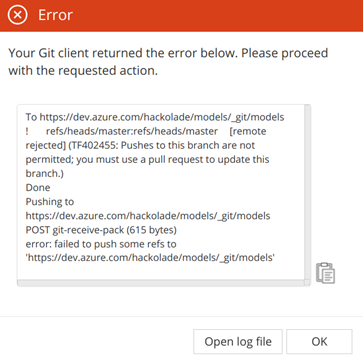 Error
Your Git client returned the error below. Please proceed
with the requested action.
To https://dev.azure.com/hackolade/models/_git/models
! refs/heads/master:refs/heads/master [remote
rejected] (TF402455: Pushes to this branch are not
permitted; you must use a pull request to update this
branch.)
Done
Pushing to
https://dev.azure.com/hackolade/models/_git/models
POST git-receive-pack (615 bytes)
error: failed to push some refs to
'https://dev.azure.com/hackolade/models/_git/models'
Open log file
OK